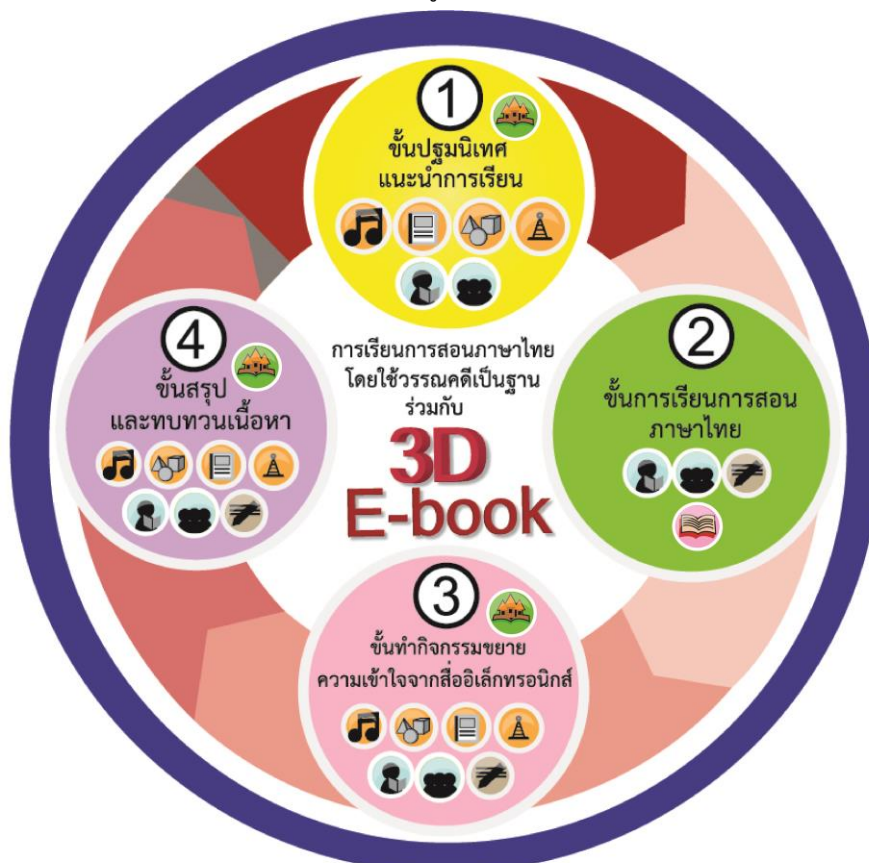 1
ขั้นปฐมนิเทศ
แนะนำการเรียน
2
ขั้นการเรียนการสอน
ภาษาไทย
3
ขั้นทำกิจกรรมขยาย
ความเข้าใจจากสื่ออิเล็กทรอนิกส์
4
ขั้นสรุป
และทบทวนเนื้อหา
การเรียนการสอนภาษาไทย
โดยใช้วรรณคดีเป็นฐาน
ร่วมกับ
3D
E-book